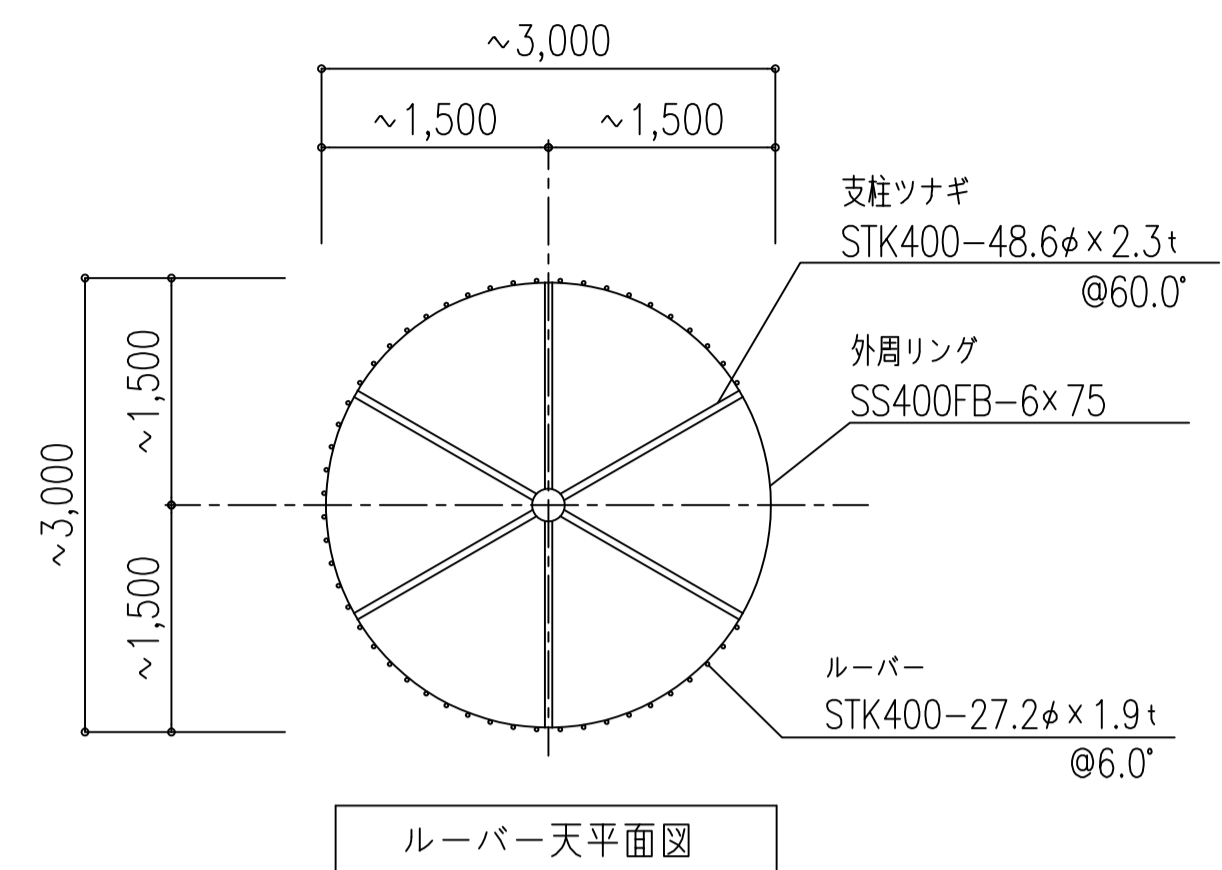 ~3,000
~1,500
~1,500
支柱ツナギ
STK400-48.6φ×2.3t
@60.0°
外周リング
SS400FB-6×75
~3,000
~1,500
~1,500
ルーバー
STK400-27.2φ×1.9t
@6.0°
ルーバー天平面図